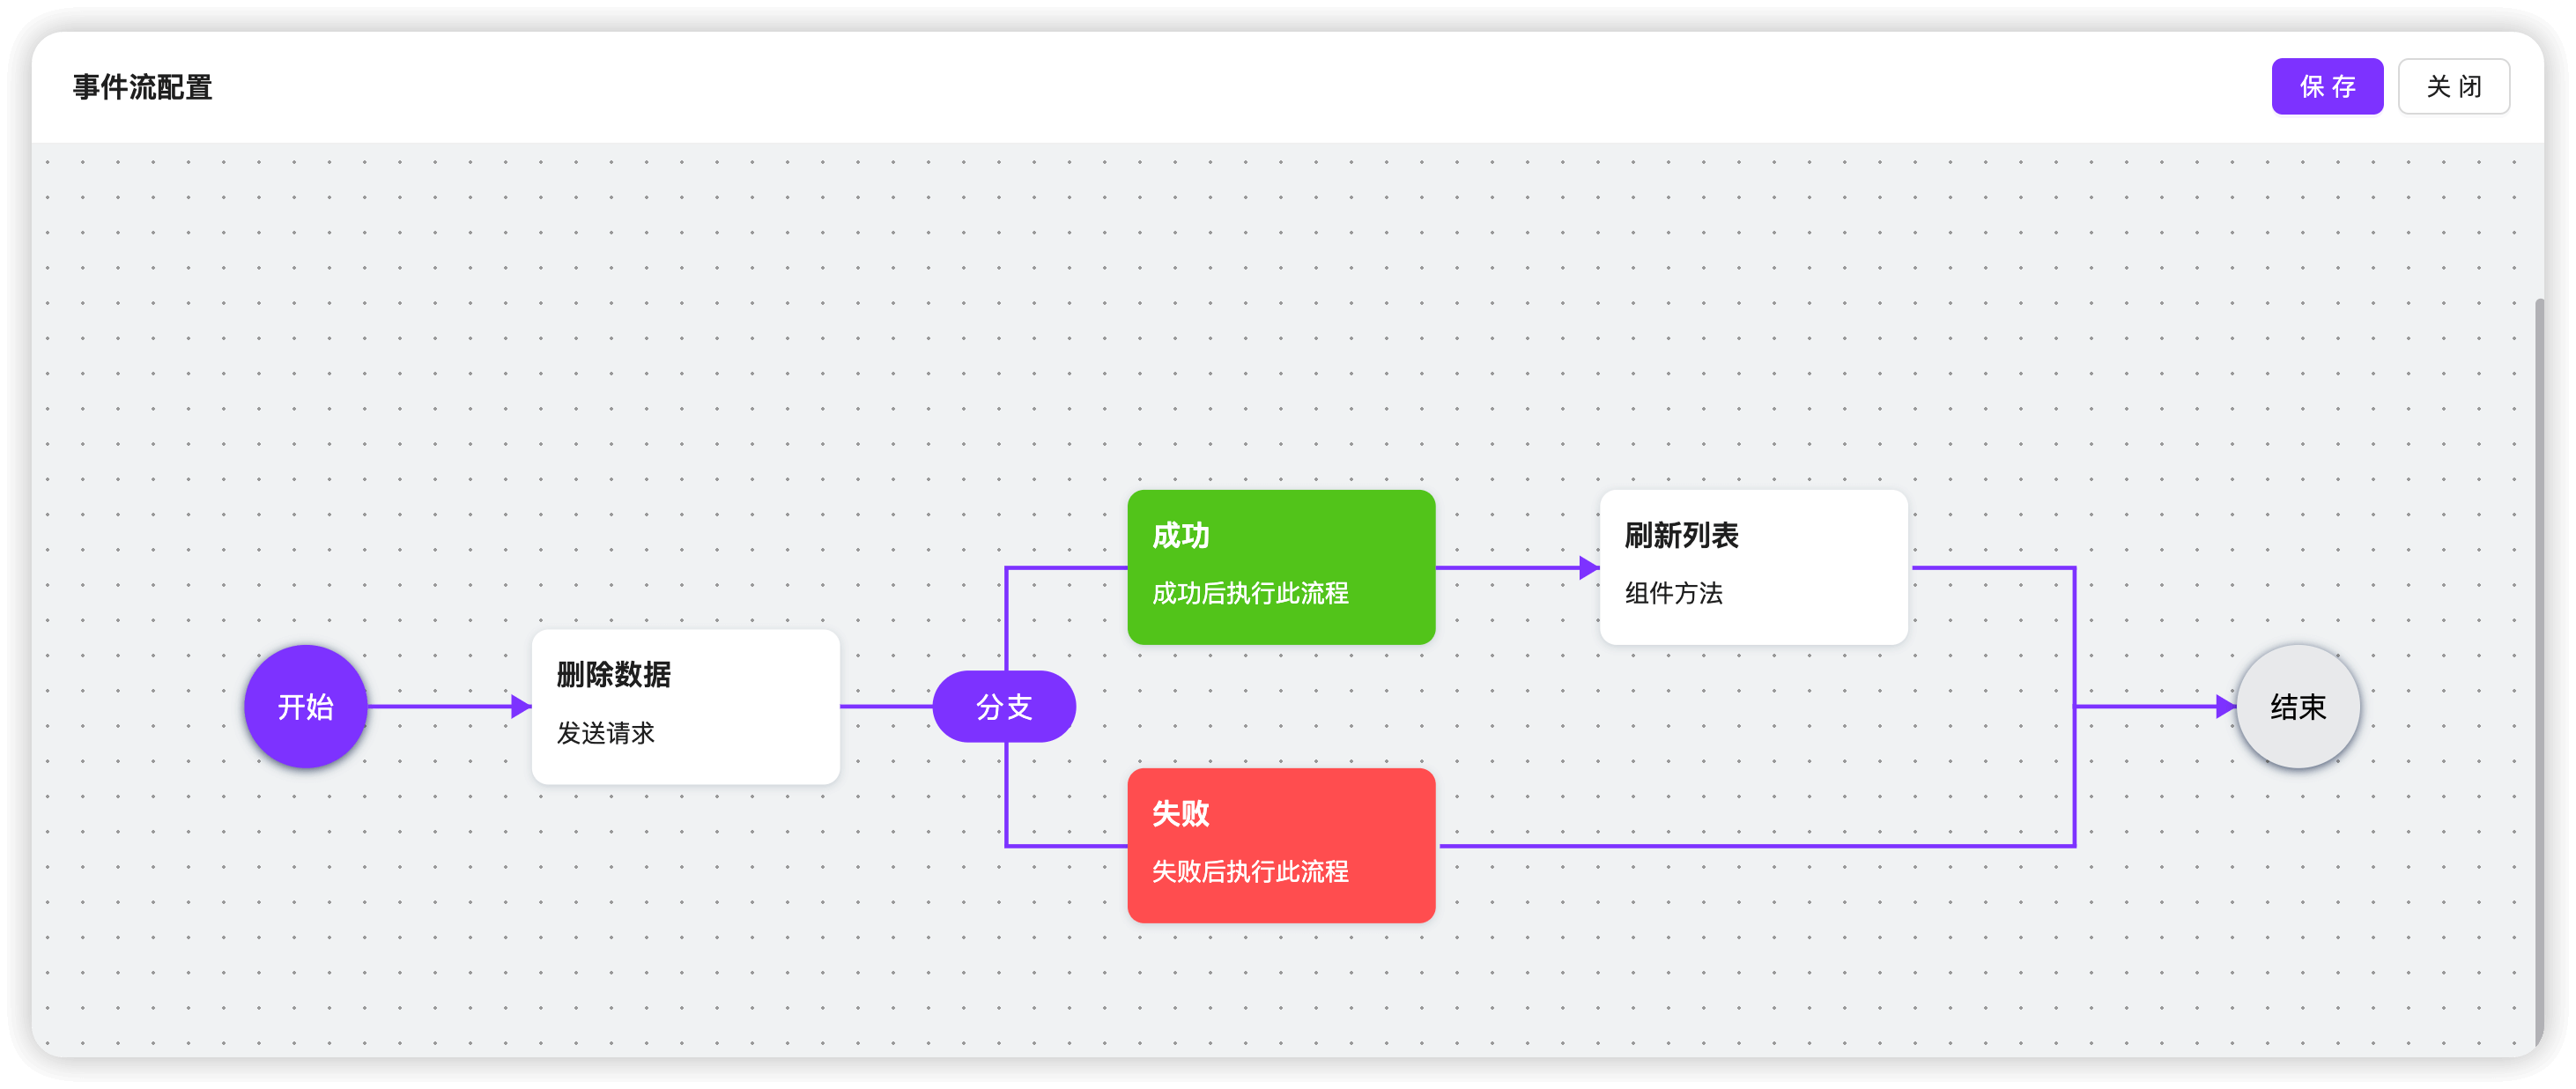 事件流配置
保 存
关 闭
开始
删除数据
发送请求
分支
成功
成功后执行此流程
失败
失败后执行此流程
刷新列表
组件方法
结束